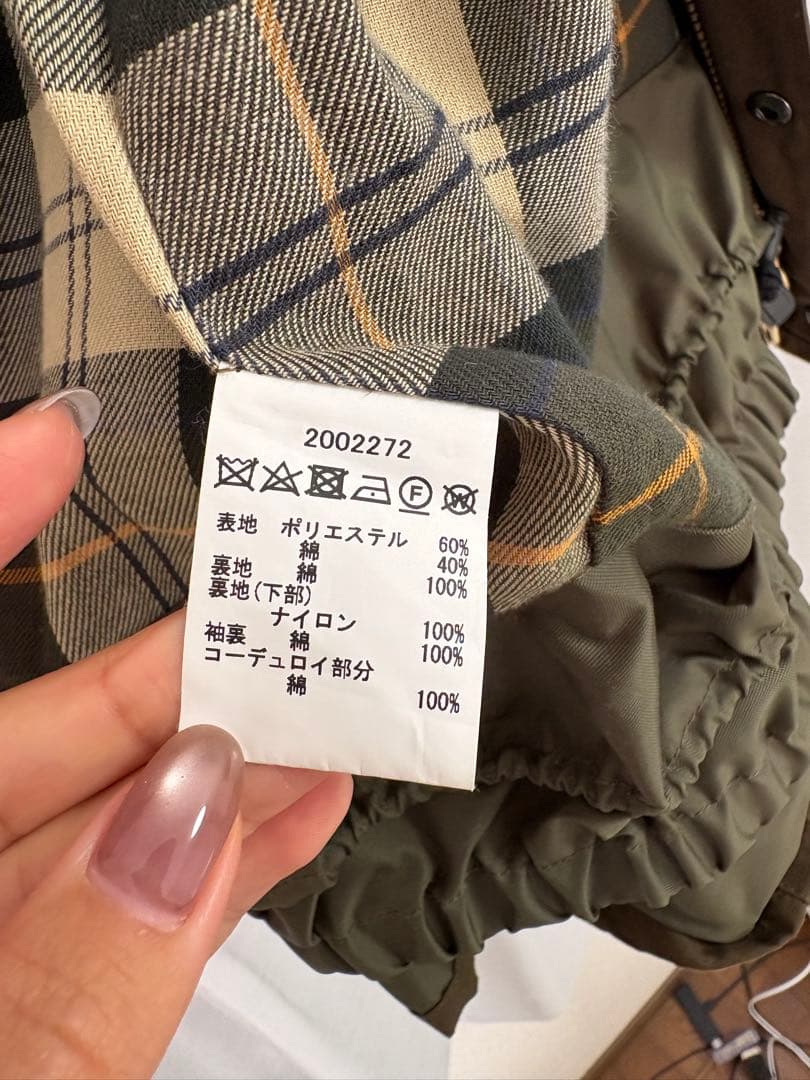 2002272
表地 ポリエステル 60%
綿 40%
裏地 綿 100%
裏地(下部)
ナイロン 100%
袖裏 綿 100%
コーデュロイ部分
綿 100%